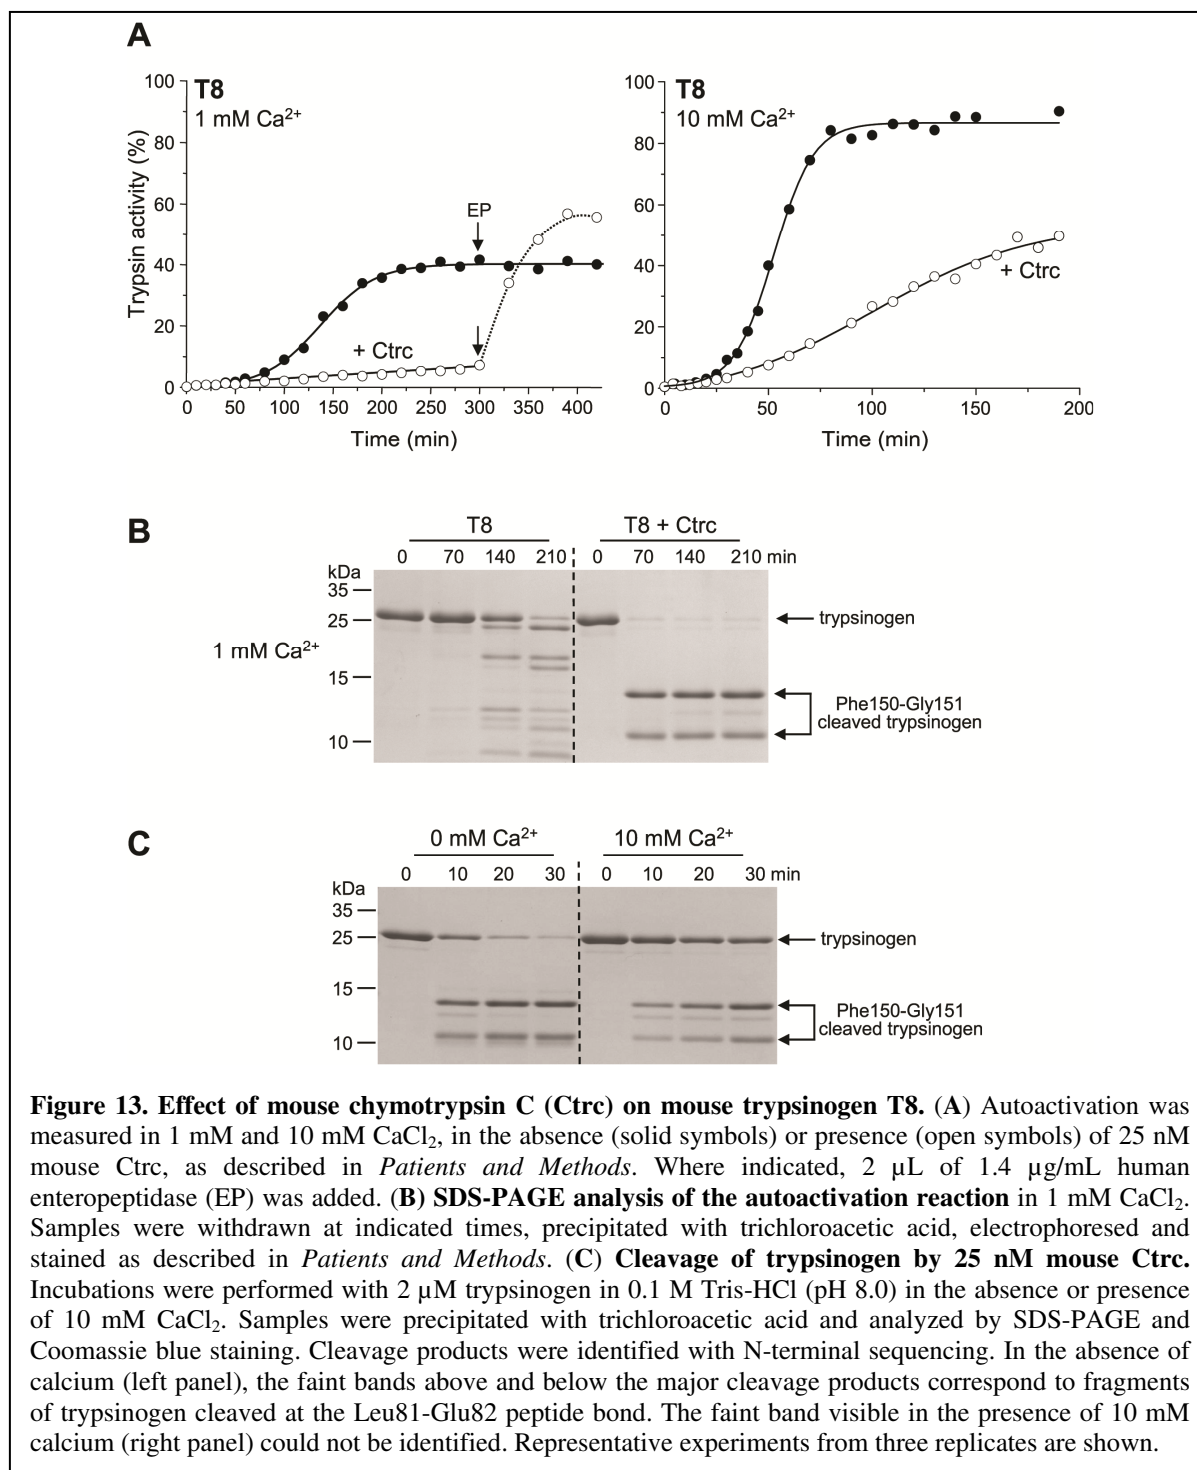 A
T8
1 mM Ca²⁺
T8
10 mM Ca²⁺
100
80
60
40
20
0
Trypsin activity (%)
EP
+ Ctrc
0 50 100 150 200 250 300 350 400
Time (min)
100
80
60
40
20
0
+ Ctrc
0 50 100 150 200
Time (min)
B
T8
T8 + Ctrc
0 70 140 210 0 70 140 210 min
kDa
35
25
15
10
1 mM Ca²⁺
trypsinogen
Phe150-Gly151
cleaved trypsinogen
C
0 mM Ca²⁺
10 mM Ca²⁺
0 10 20 30 0 10 20 30 min
kDa
35
25
15
10
trypsinogen
Phe150-Gly151
cleaved trypsinogen
Figure 13. Effect of mouse chymotrypsin C (Ctrc) on mouse trypsinogen T8. (A) Autoactivation was
measured in 1 mM and 10 mM CaCl₂, in the absence (solid symbols) or presence (open symbols) of 25 nM
mouse Ctrc, as described in Patients and Methods. Where indicated, 2 µL of 1.4 µg/mL human
enteropeptidase (EP) was added. (B) SDS-PAGE analysis of the autoactivation reaction in 1 mM CaCl₂.
Samples were withdrawn at indicated times, precipitated with trichloroacetic acid, electrophoresed and
stained as described in Patients and Methods. (C) Cleavage of trypsinogen by 25 nM mouse Ctrc.
Incubations were performed with 2 µM trypsinogen in 0.1 M Tris-HCl (pH 8.0) in the absence or presence
of 10 mM CaCl₂. Samples were precipitated with trichloroacetic acid and analyzed by SDS-PAGE and
Coomassie blue staining. Cleavage products were identified with N-terminal sequencing. In the absence of
calcium (left panel), the faint bands above and below the major cleavage products correspond to fragments
of trypsinogen cleaved at the Leu81-Glu82 peptide bond. The faint band visible in the presence of 10 mM
calcium (right panel) could not be identified. Representative experiments from three replicates are shown.